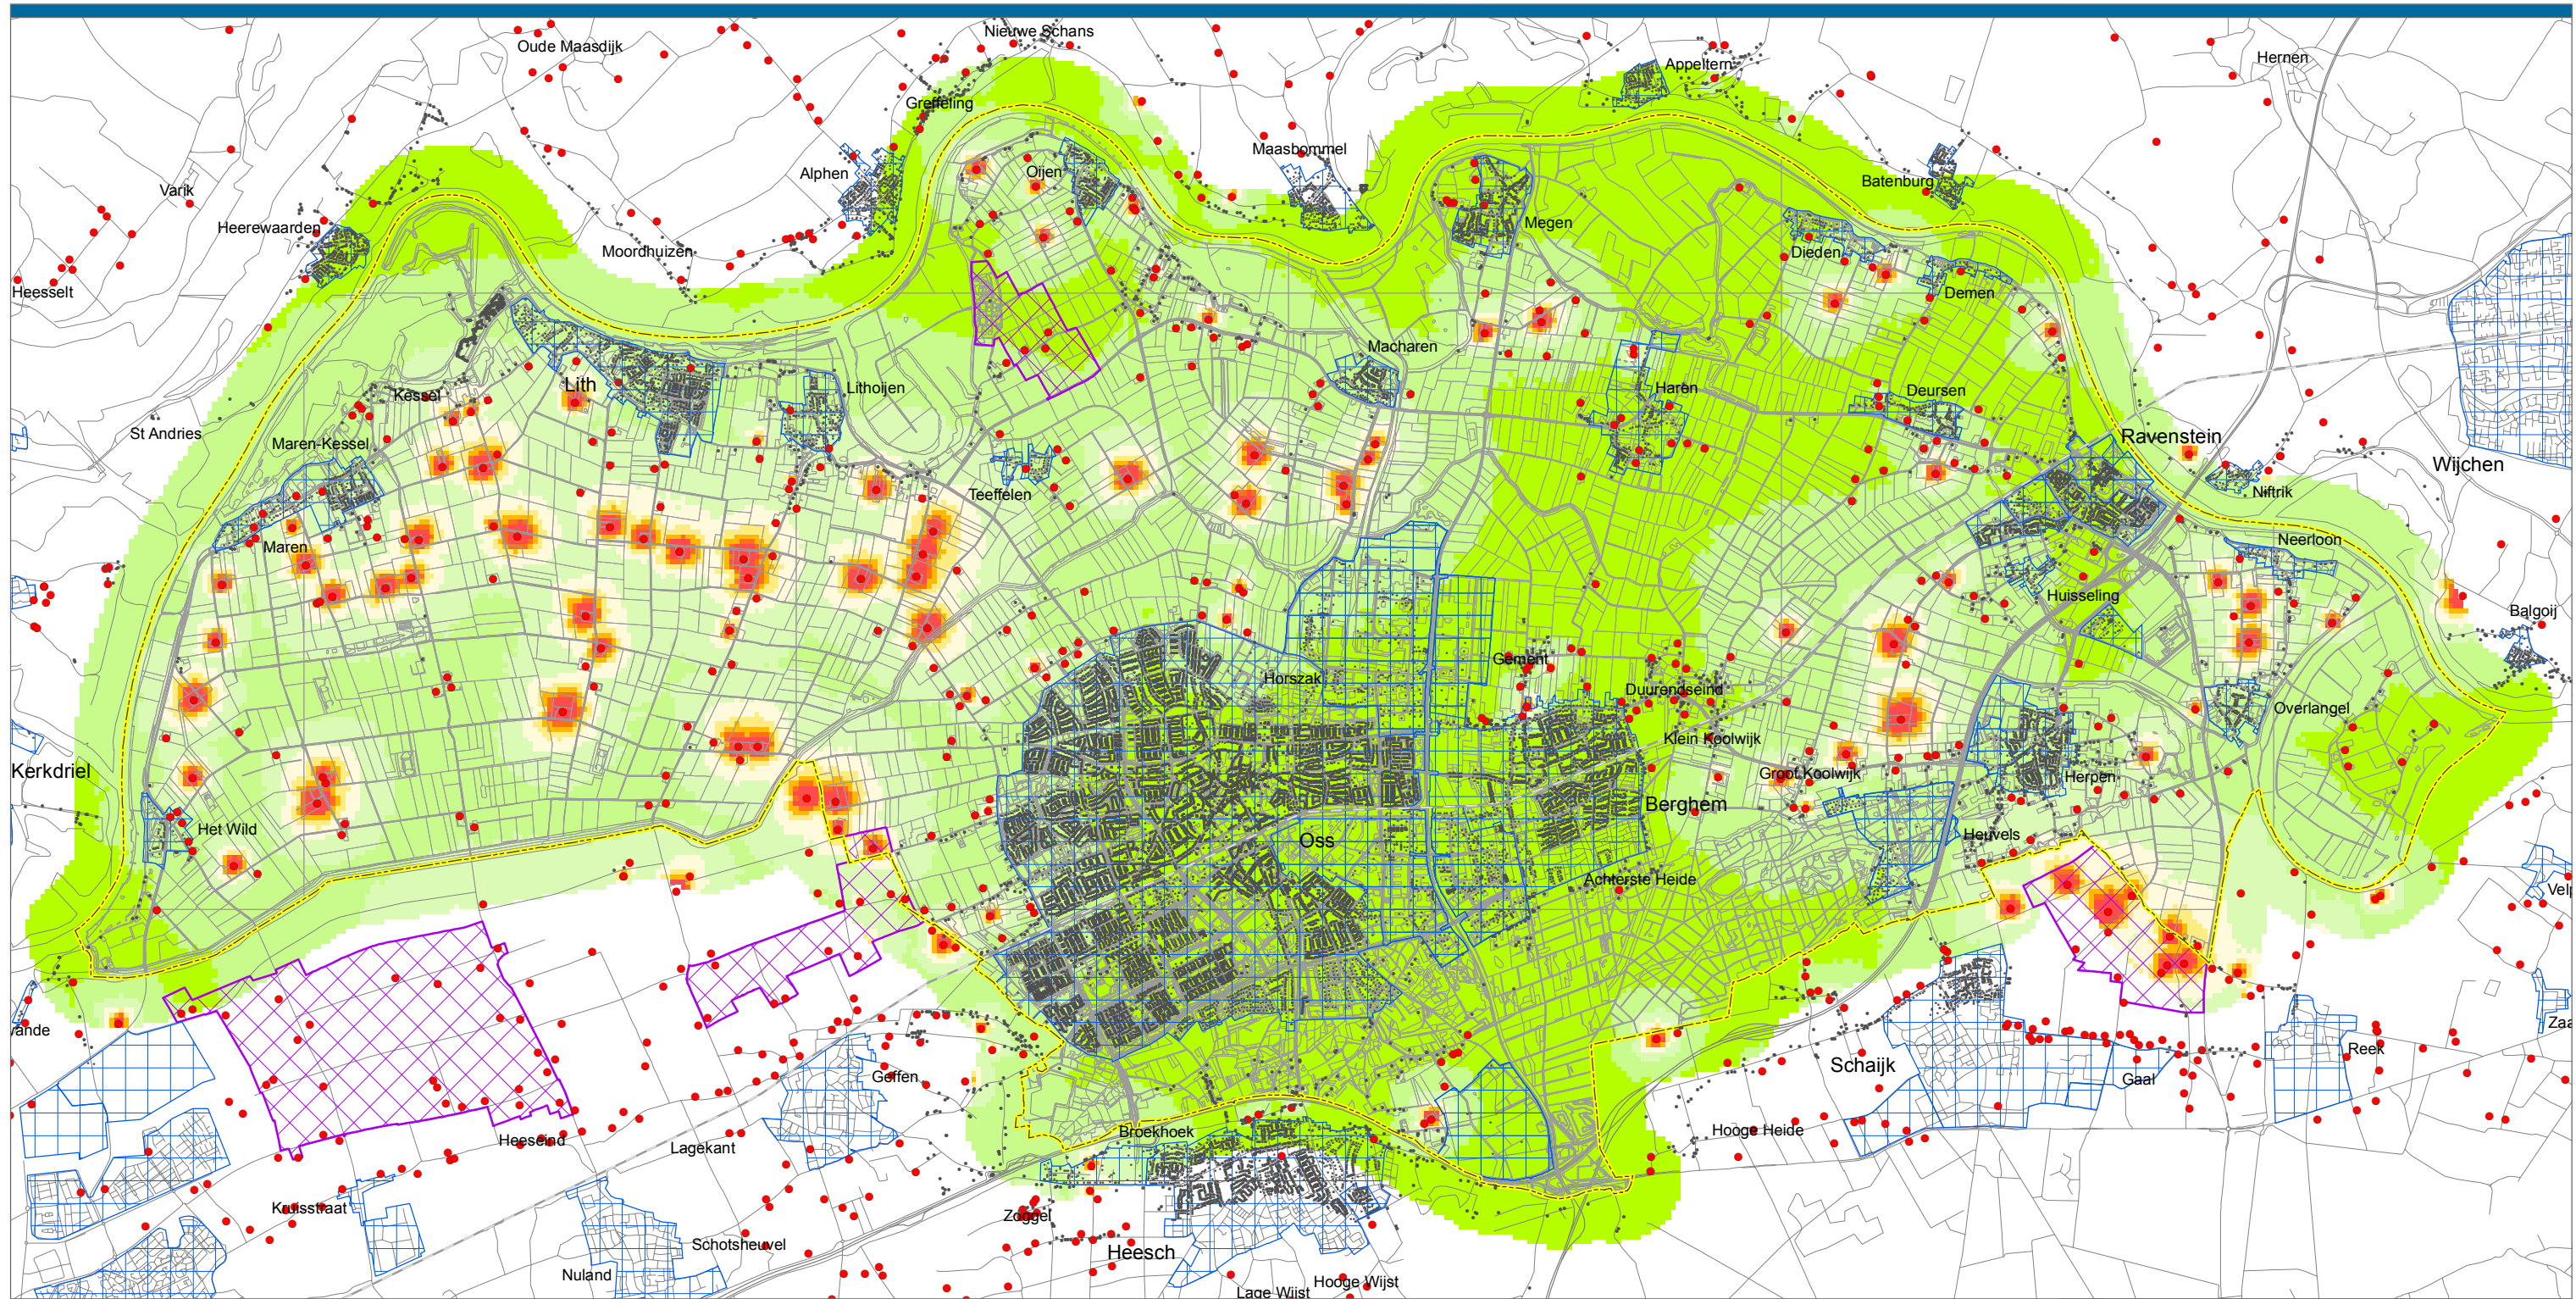 Nieuwe Schans
Oude Maasdijk
Hernen
Appeltern
Greffeling
Maasbommel
Alphen
Oijen
Batenburg
Varik
Heerewaarden
Megen
Moordhuizen
Dieden
Heesselt
Demen
Macharen
Lith
Lithoijen
Haren
Deursen
Kessel
St Andries
Ravenstein
Maren-Kessel
Wijchen
Teeffelen
Niftrik
Neerloon
Maren
Huisseling
Balgoij
Gement
Horszak
Duurendseind
Overlangel
Klein Koolwijk
Kerkdriel
Groot Koolwijk
Herpen
Berghem
Het Wild
Heuvels
Oss
Achterste Heide
Velp
vande
Zaa
Reek
Schaijk
Geffen
Gaal
Broekhoek
Hooge Heide
Heeseind
Lagekant
Kruisstraat
Zoggel
Schotsheuvel
Heesch
Nuland
Hooge Wijst
Lage Wijst